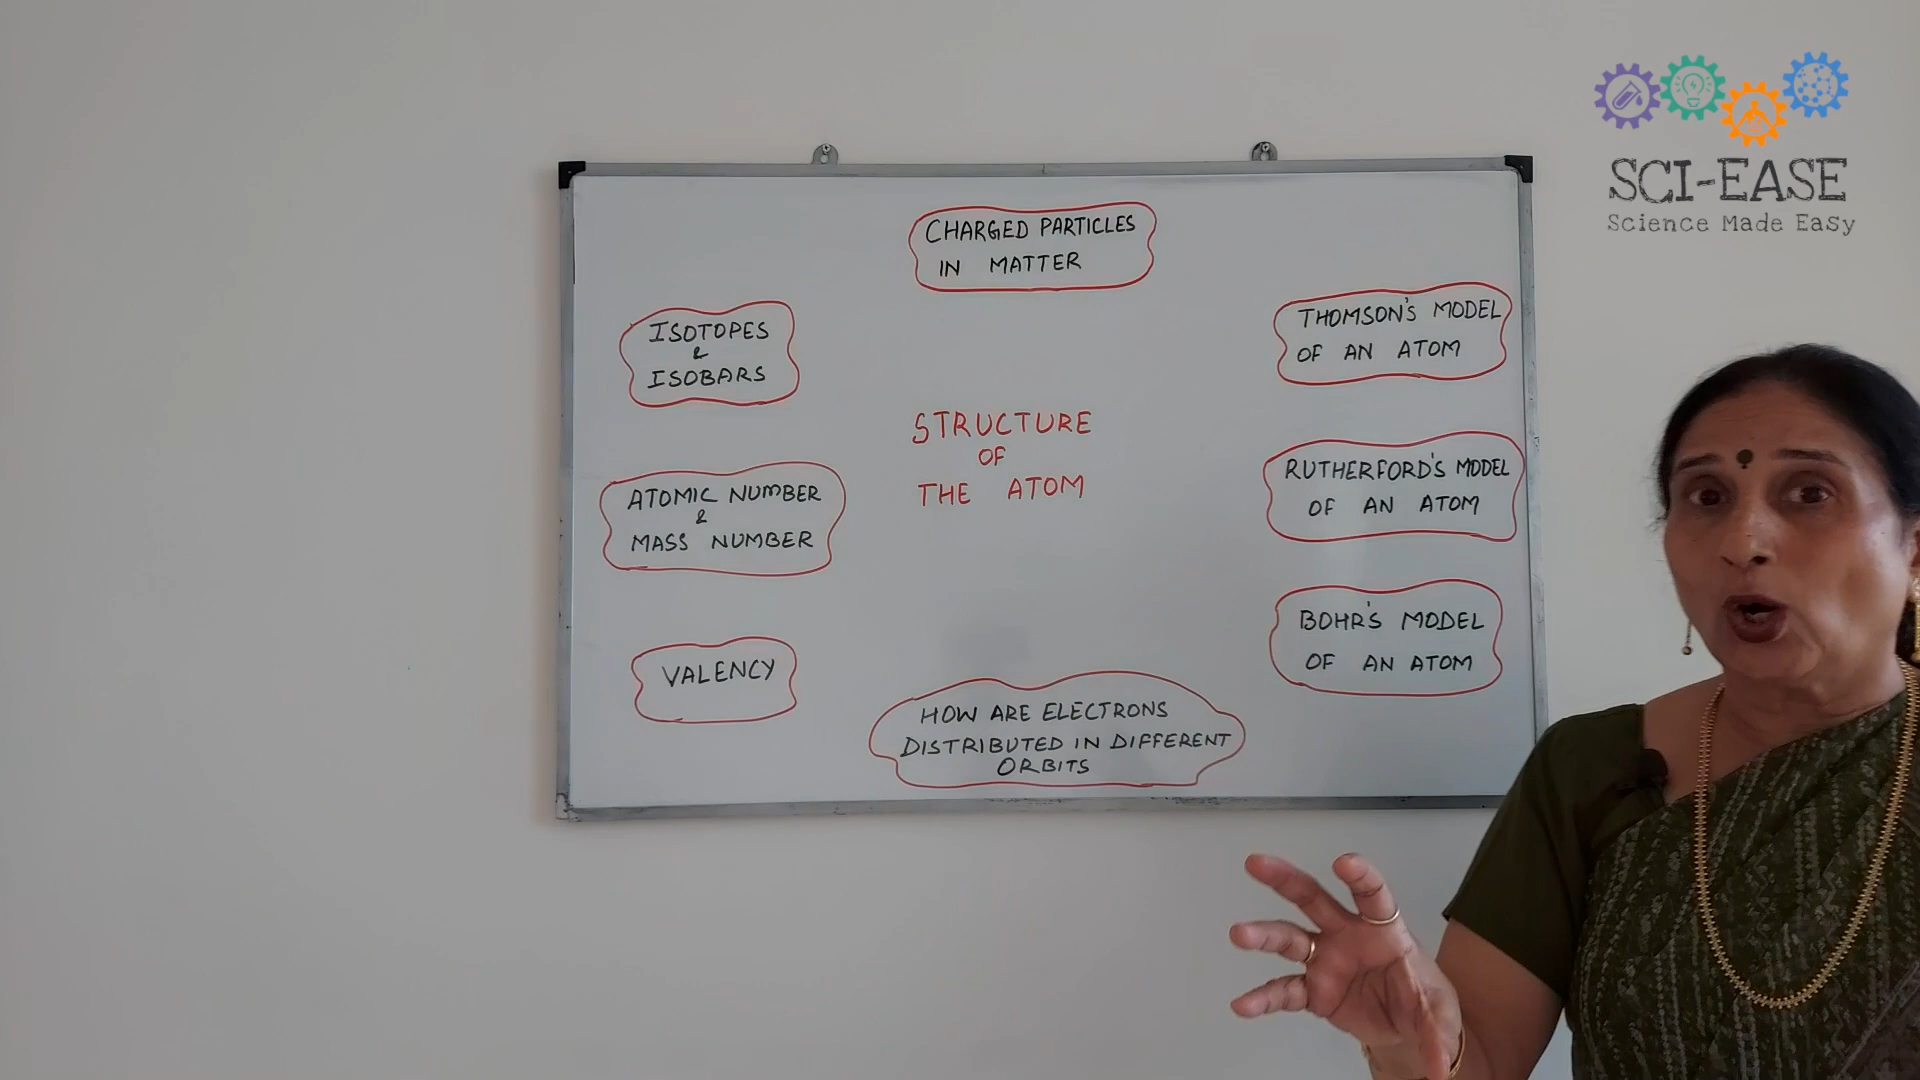 SCI-EASE
Science Made Easy
CHARGED PARTICLES
IN MATTER
THOMSON'S MODEL
OF AN ATOM
RUTHERFORD'S MODEL
OF AN ATOM
BOHR'S MODEL
OF AN ATOM
HOW ARE ELECTRONS
DISTRIBUTED IN DIFFERENT
ORBITS
VALENCY
ATOMIC NUMBER
&
MASS NUMBER
ISOTOPES
&
ISOBARS
STRUCTURE
OF
THE ATOM